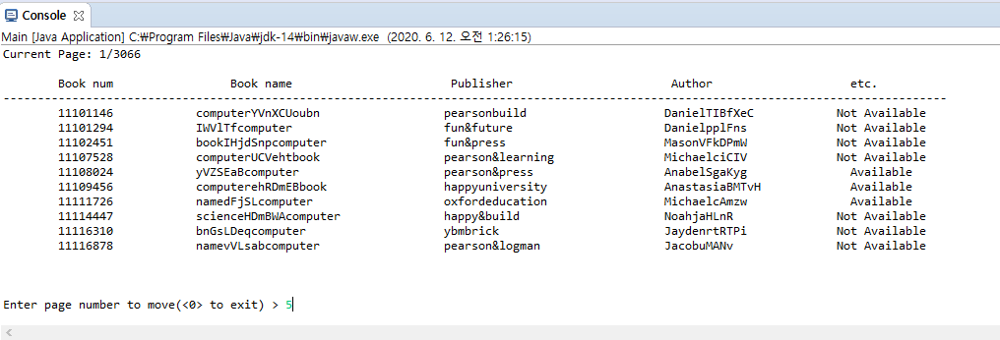 Console
Main [Java Application] C:₩Program Files₩Java₩jdk-14₩bin₩javaw.exe (2020. 6. 12. 오전 1:26:15)
Current Page: 1/3066
Book num Book name Publisher Author etc.
-----------------------------------------------------------------------------------------------------------------------------------------
11101146 computerYVnXCUoubn pearsonbuild DanielTIBfXeC Not Available
11101294 IWVlTfcomputer fun&future DanielpplFns Not Available
11102451 bookIHjdSnpcomputer fun&press MasonVFkDPmW Not Available
11107528 computerUCVehtbook pearson&learning MichaelciCIV Not Available
11108024 yVZSEaBcomputer pearson&press AnabelSgaKyg Available
11109456 computerehRDmEBbook happyuniversity AnastasiaBMTvH Available
11111726 namedFjSLcomputer oxfordeducation MichaelcAmzw Available
11114447 scienceHDmBWAcomputer happy&build NoahjaHLnR Not Available
11116310 bnGsLDeqcomputer ybmbrick JaydenrtRTPi Not Available
11116878 namevVLsabcomputer pearson&logman JacobuMANv Not Available
Enter page number to move(<0> to exit) > 5